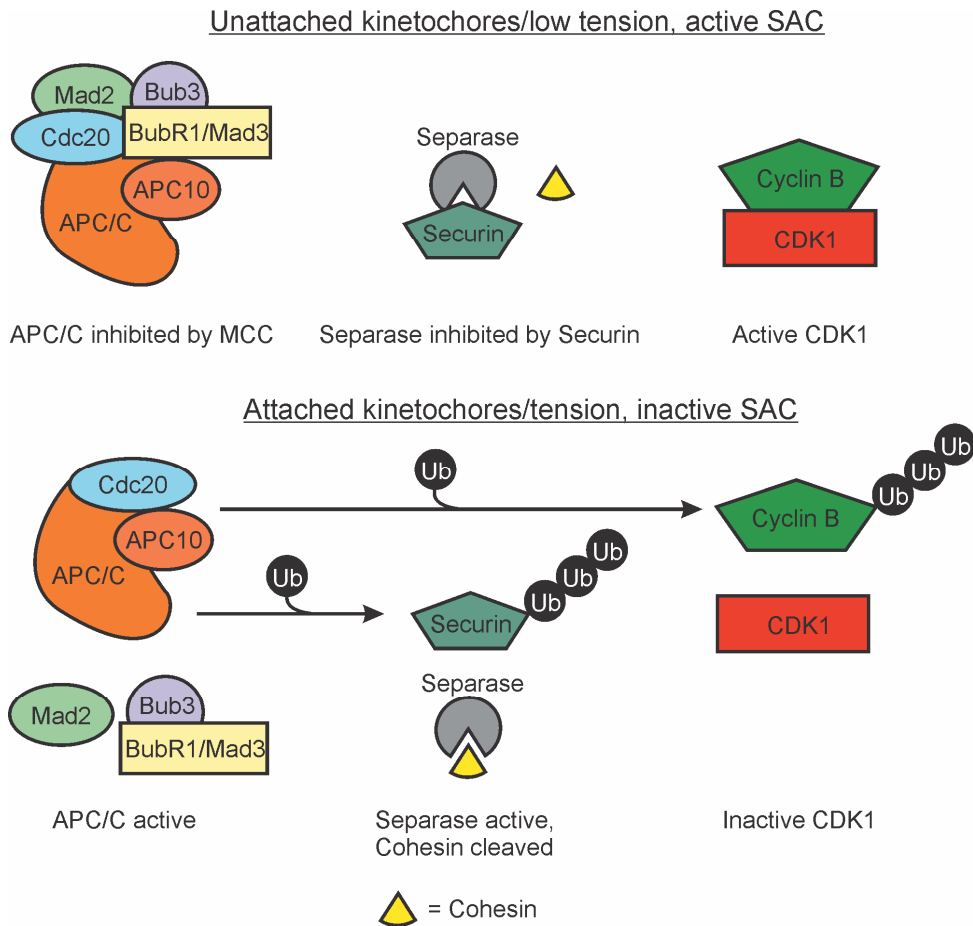 Unattached kinetochores/low tension, active SAC
Mad2
Bub3
Cdc20
BubR1/Mad3
APC10
APC/C
Separase
Securin
Cyclin B
CDK1
APC/C inhibited by MCC
Separase inhibited by Securin
Active CDK1
Attached kinetochores/tension, inactive SAC
Cdc20
APC10
APC/C
Ub
Ub
Cyclin B
Ub
Ub
Ub
Securin
Ub
Ub
Ub
CDK1
Mad2
Bub3
BubR1/Mad3
Separase
APC/C active
Separase active,
Cohesin cleaved
Inactive CDK1
= Cohesin